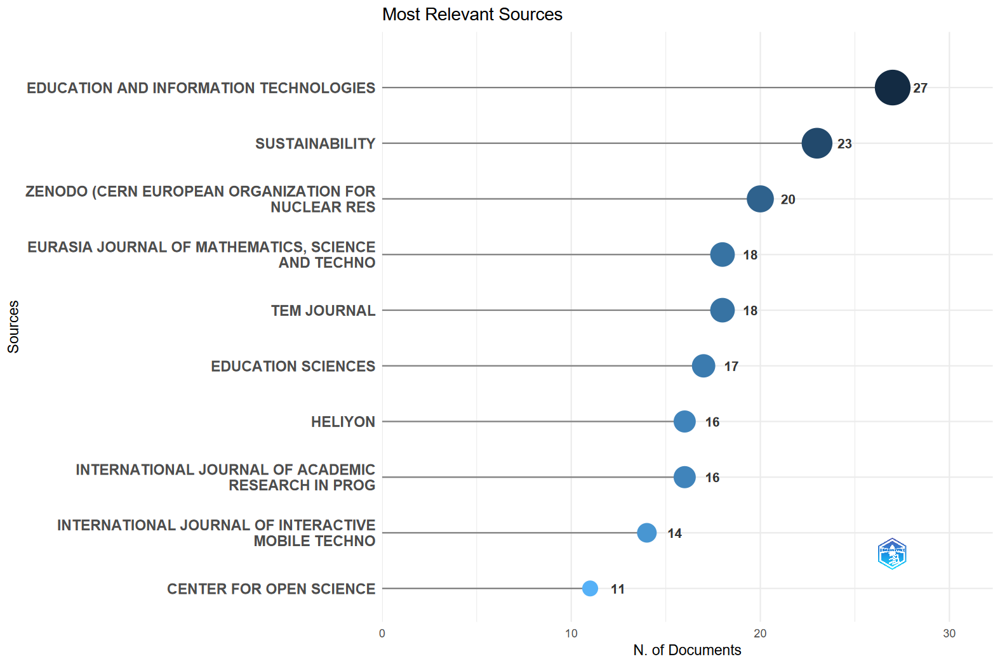 Most Relevant Sources
EDUCATION AND INFORMATION TECHNOLOGIES
27
SUSTAINABILITY
23
ZENODO (CERN EUROPEAN ORGANIZATION FOR
NUCLEAR RES
20
EURASIA JOURNAL OF MATHEMATICS, SCIENCE
AND TECHNO
18
TEM JOURNAL
18
EDUCATION SCIENCES
17
HELIYON
16
INTERNATIONAL JOURNAL OF ACADEMIC
RESEARCH IN PROG
16
INTERNATIONAL JOURNAL OF INTERACTIVE
MOBILE TECHNO
14
CENTER FOR OPEN SCIENCE
11
Sources
0 10 20 30
N. of Documents